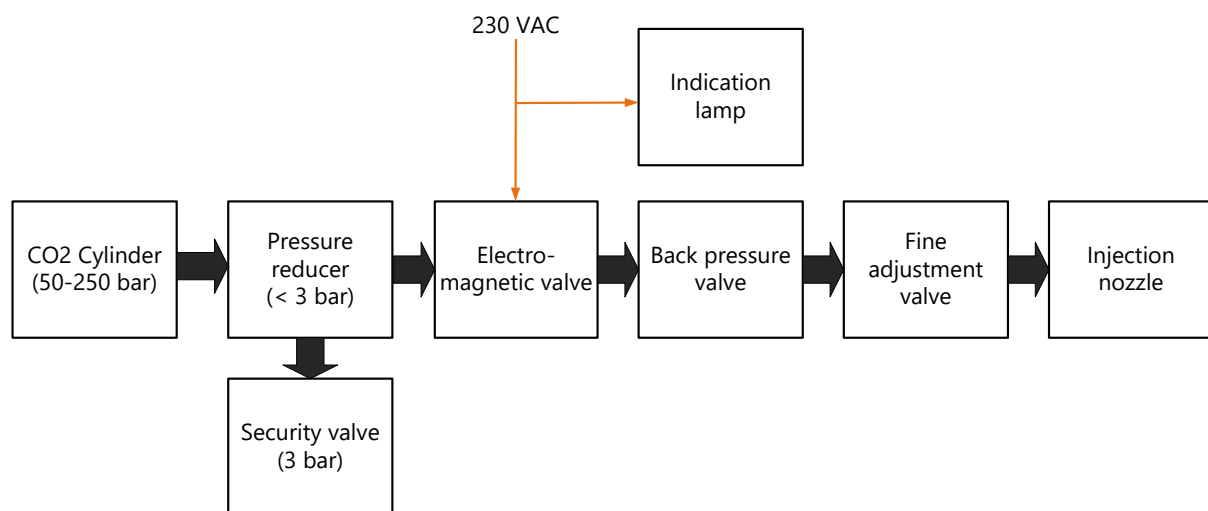 230 VAC
Indication
lamp
CO2 Cylinder
(50-250 bar)
Pressure
reducer
(< 3 bar)
Electro-
magnetic valve
Back pressure
valve
Fine
adjustment
valve
Injection
nozzle
Security valve
(3 bar)